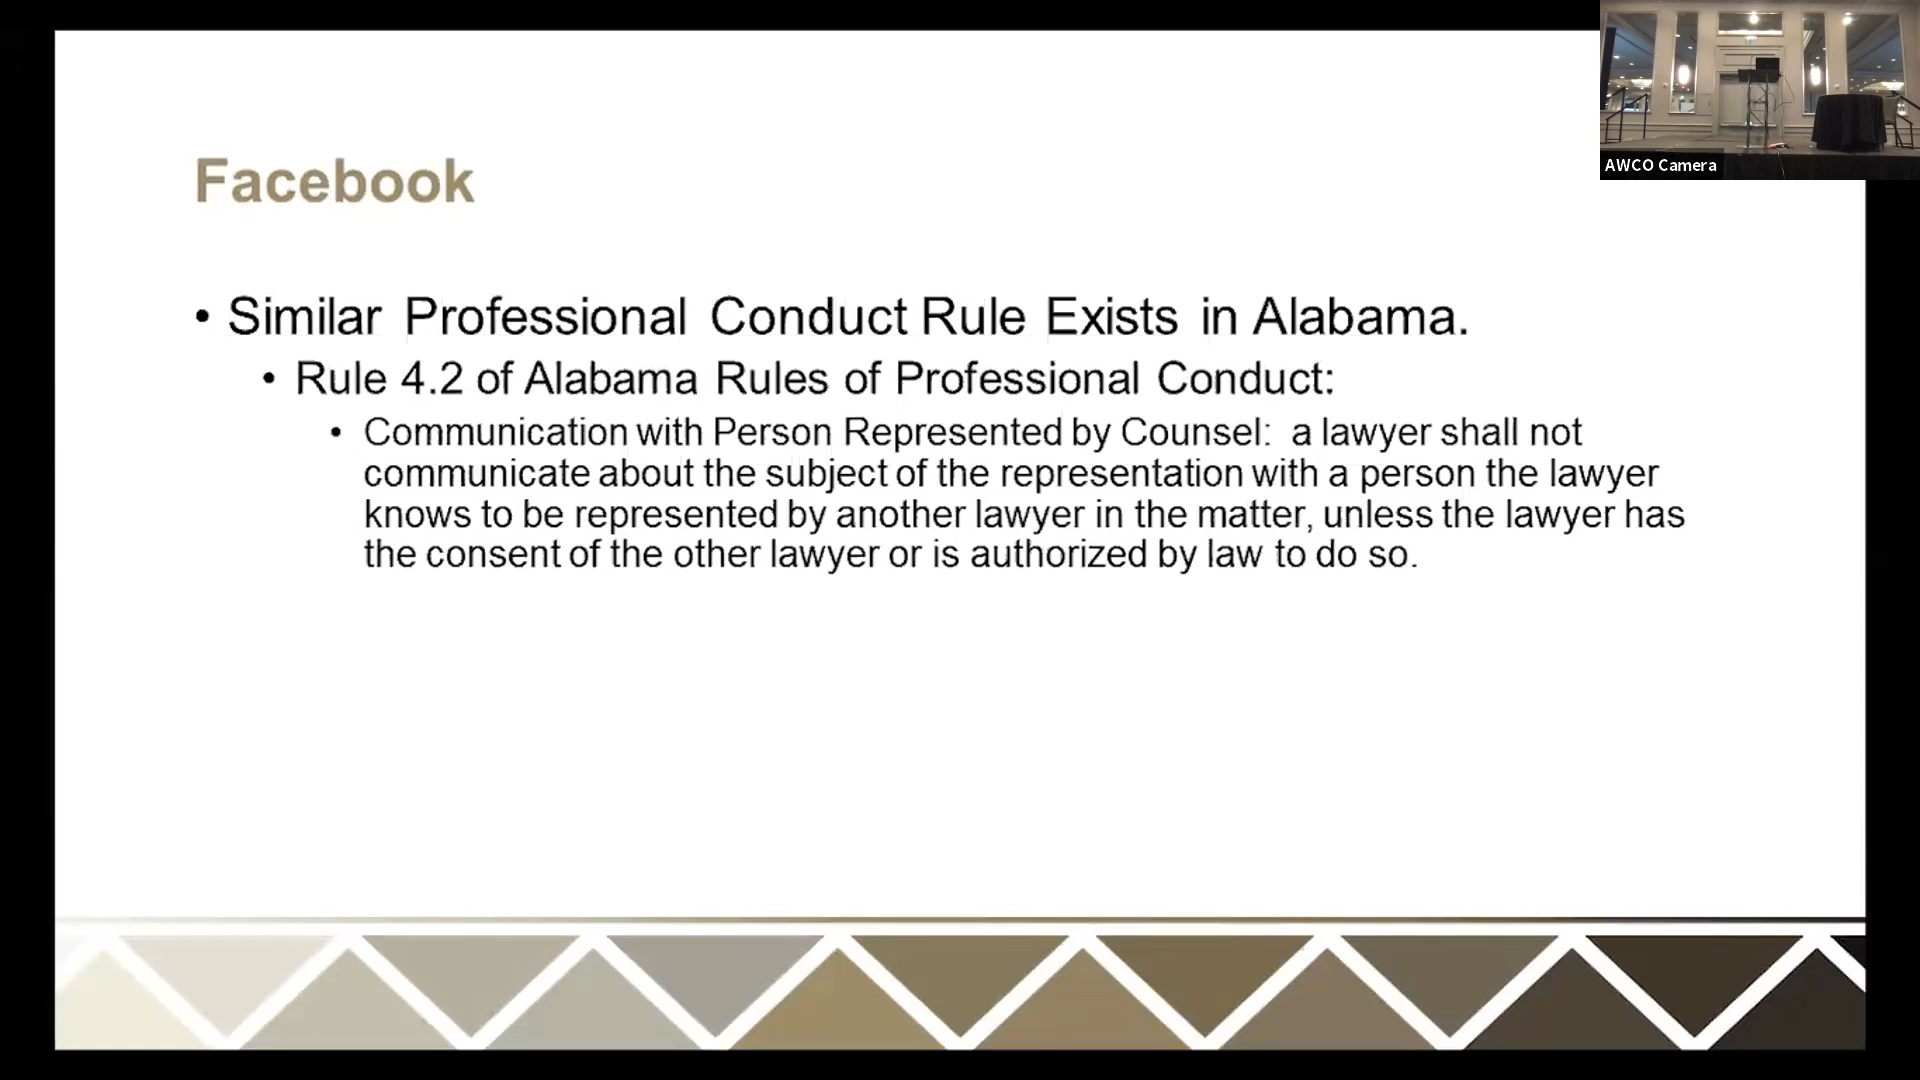 Facebook
• Similar Professional Conduct Rule Exists in Alabama.
• Rule 4.2 of Alabama Rules of Professional Conduct:
• Communication with Person Represented by Counsel:  a lawyer shall not
communicate about the subject of the representation with a person the lawyer
knows to be represented by another lawyer in the matter, unless the lawyer has
the consent of the other lawyer or is authorized by law to do so.
AWCO Camera